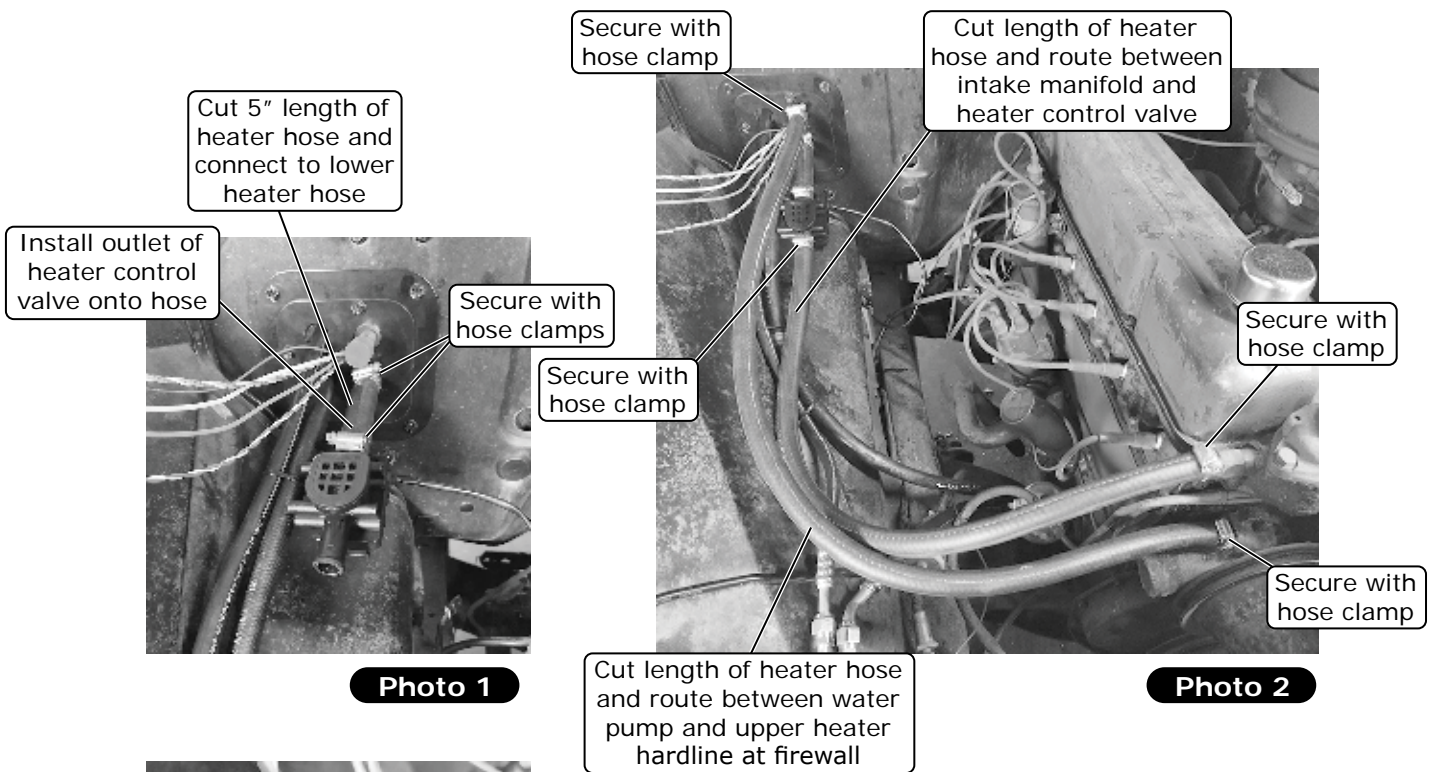 Cut 5″ length of
heater hose and
connect to lower
heater hose
Install outlet of
heater control
valve onto hose
Secure with
hose clamps
Photo 1
Secure with
hose clamp
Cut length of heater
hose and route between
intake manifold and
heater control valve
Secure with
hose clamp
Secure with
hose clamp
Secure with
hose clamp
Cut length of heater hose
and route between water
pump and upper heater
hardline at firewall
Photo 2